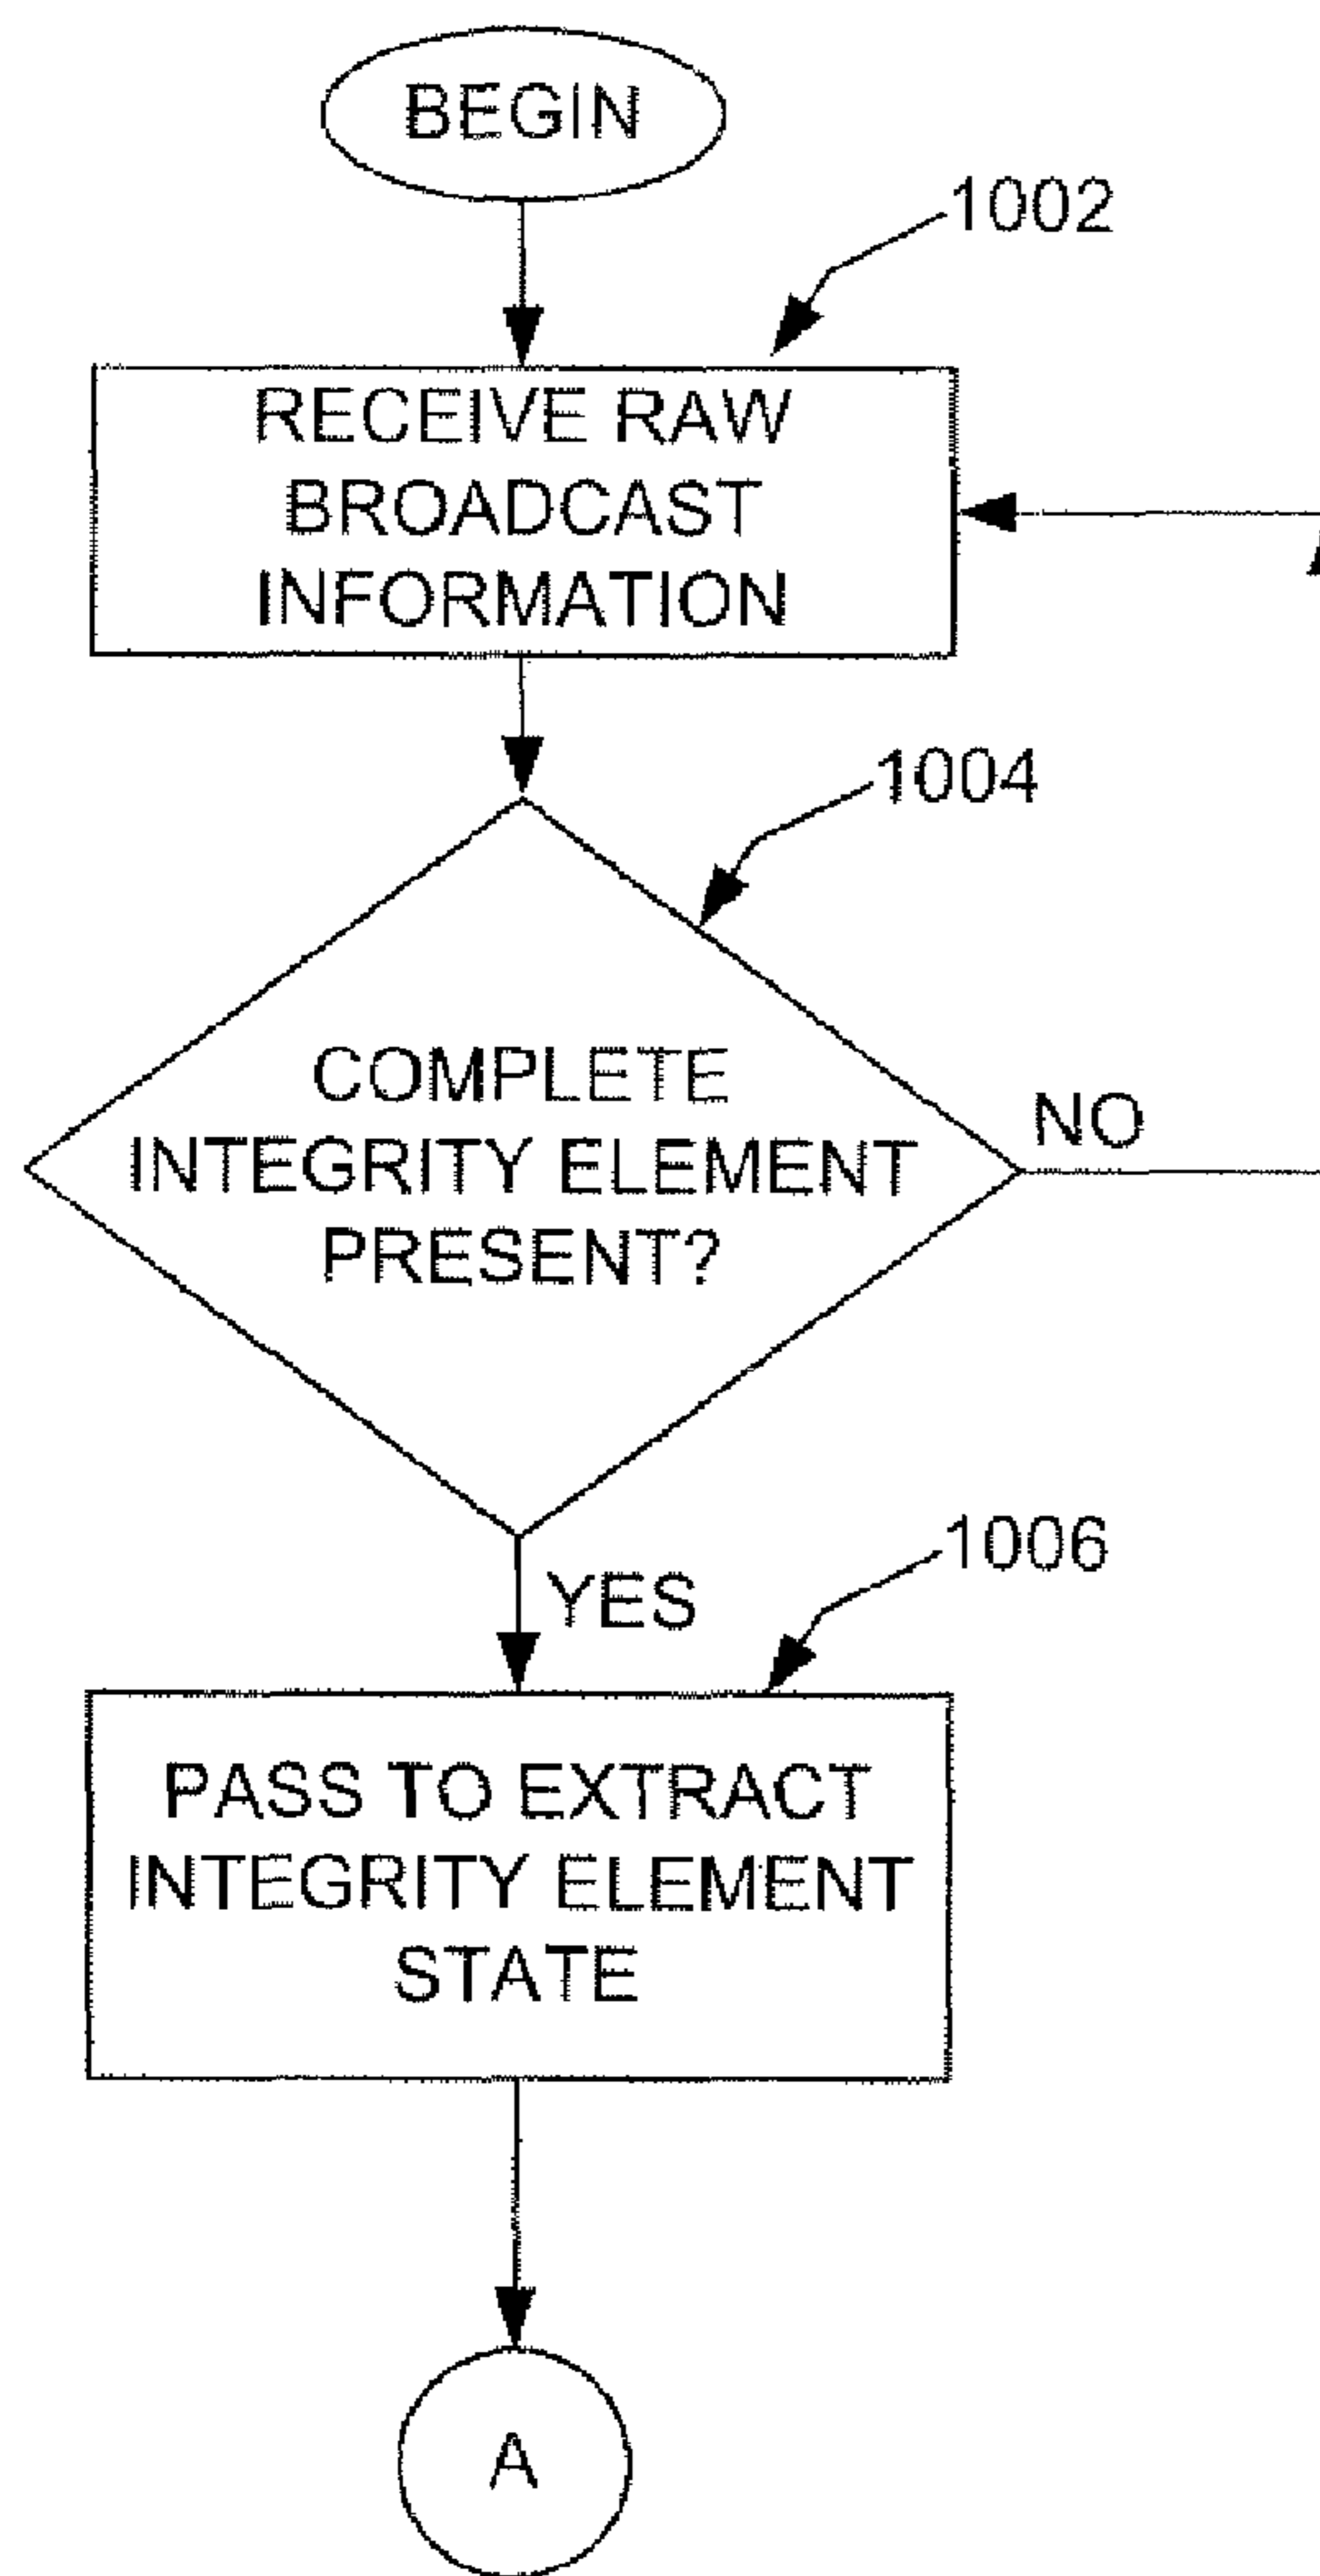 BEGIN
1002
RECEIVE RAW
BROADCAST
INFORMATION
1004
COMPLETE
INTEGRITY ELEMENT
PRESENT?
NO
YES
1006
PASS TO EXTRACT
INTEGRITY ELEMENT
STATE
A